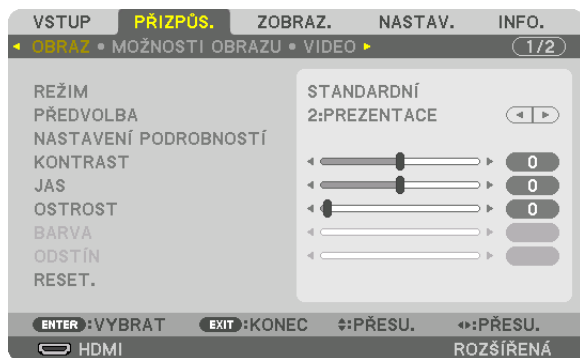 VSTUP PŘIZPŮS. ZOBRAZ. NASTAV. INFO.
◄ OBRAZ • MOŽNOSTI OBRAZU • VIDEO ► 1/2
REŽIM STANDARDNÍ
PŘEDVOLBA 2:PREZENTACE
NASTAVENÍ PODROBNOSTÍ
KONTRAST 0
JAS 0
OSTROST 0
BARVA
ODSTÍN
RESET.
ENTER:VYBRAT EXIT:KONEC :PŘESU. :PŘESU.
HDMI ROZŠÍŘENÁ